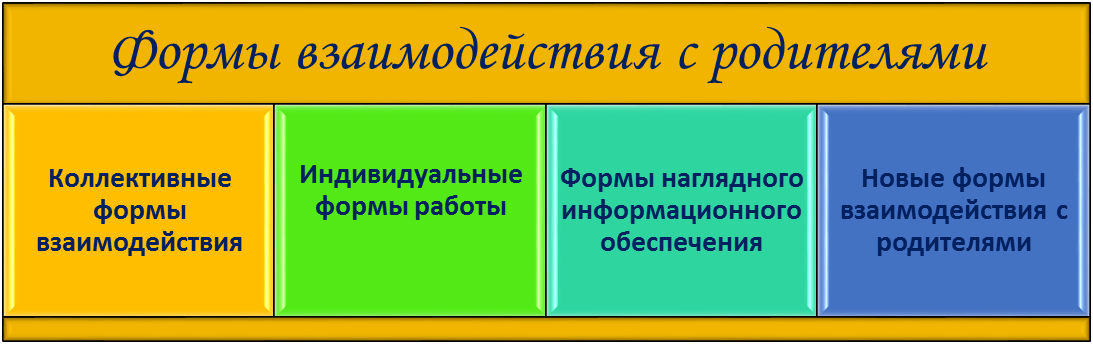 Формы взаимодействия с родителями
Коллективные
формы
взаимодействия
Индивидуальные
формы работы
Формы наглядного
информационного
обеспечения
Новые формы
взаимодействия с
родителями